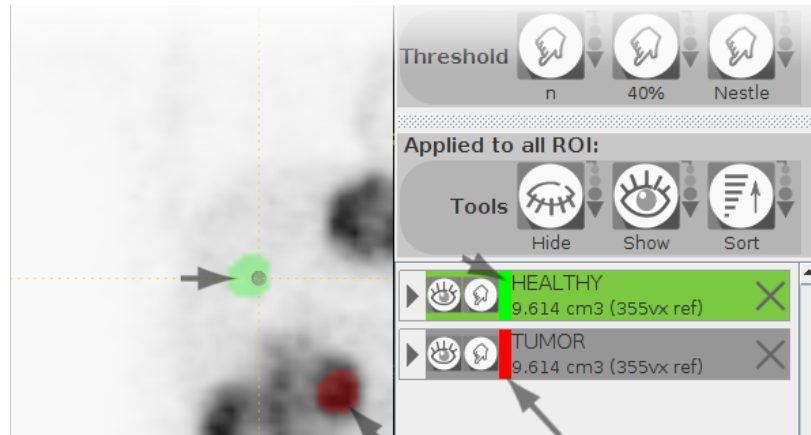 Threshold
n
40%
Nestle
Applied to all ROI:
Tools
Hide
Show
Sort
HEALTHY
9.614 cm3 (355vx ref)
TUMOR
9.614 cm3 (355vx ref)